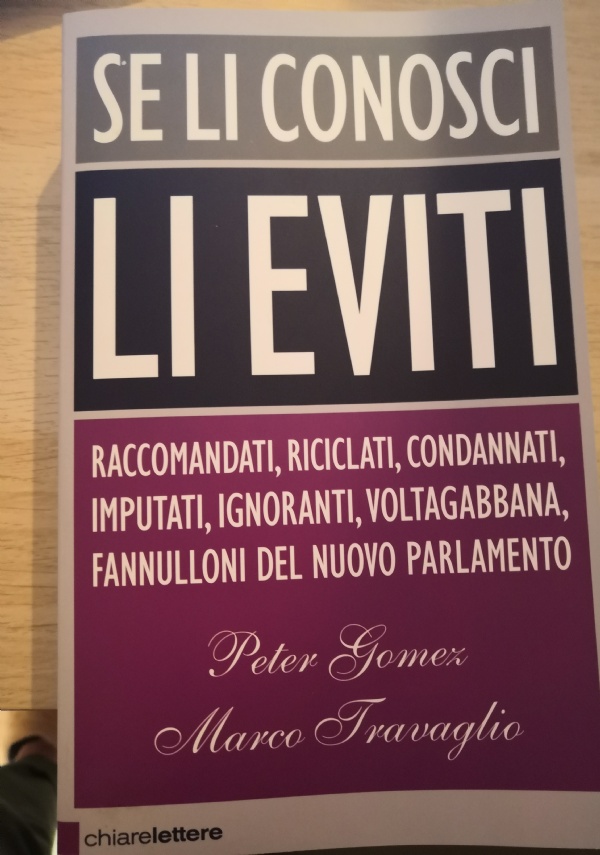 SE LI CONOSCI
LI EVITI
RACCOMANDATI, RICICLATI, CONDANNATI,
IMPUTATI, IGNORANTI, VOLTAGABBANA,
FANNULLONI DEL NUOVO PARLAMENTO
Peter Gomez
Marco Travaglio
chiarelettere